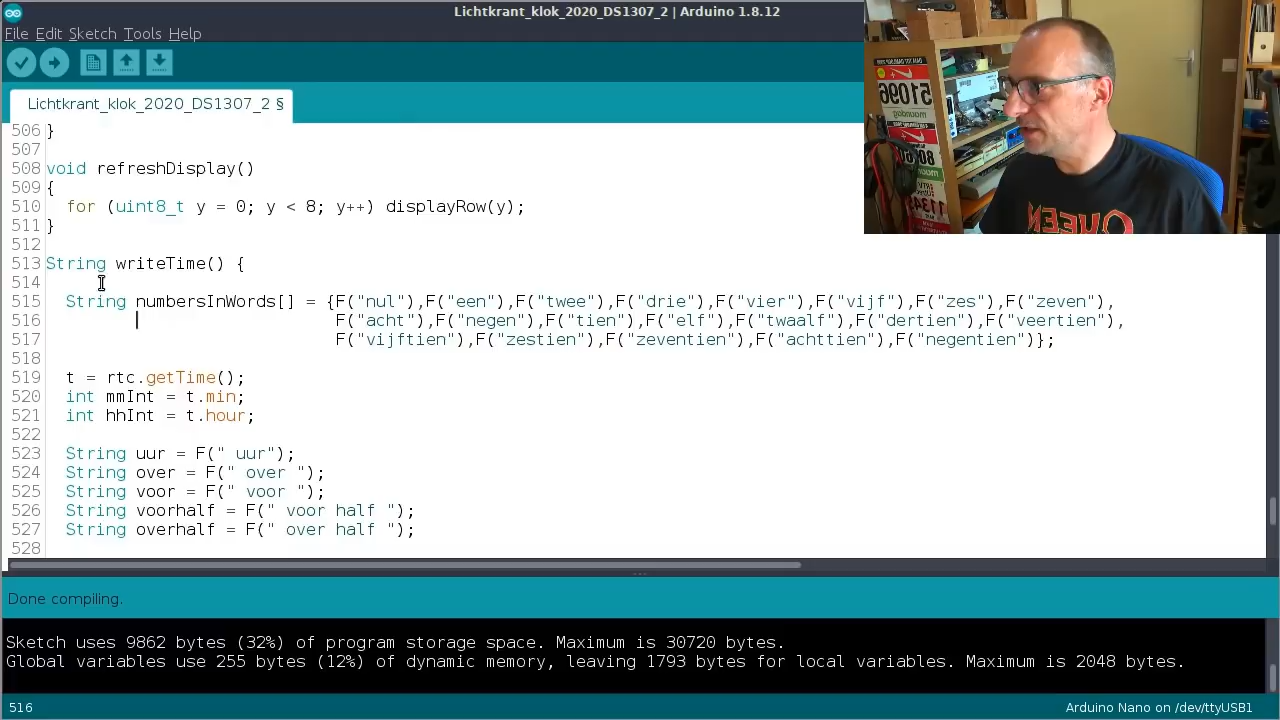 Lichtkrant_klok_2020_DS1307_2 | Arduino 1.8.12
File Edit Sketch Tools Help
Lichtkrant_klok_2020_DS1307_2 §
506 }
507
508 void refreshDisplay()
509 {
510 for (uint8_t y = 0; y < 8; y++) displayRow(y);
511 }
512
513 String writeTime() {
514
515 String numbersInWords[] = {F("nul"),F("een"),F("twee"),F("drie"),F("vier"),F("vijf"),F("zes"),F("zeven"),
516 F("acht"),F("negen"),F("tien"),F("elf"),F("twaalf"),F("dertien"),F("veertien"),
517 F("vijftien"),F("zestien"),F("zeventien"),F("achttien"),F("negentien")};
518
519 t = rtc.getTime();
520 int mmInt = t.min;
521 int hhInt = t.hour;
522
523 String uur = F(" uur");
524 String over = F(" over ");
525 String voor = F(" voor ");
526 String voorhalf = F(" voor half ");
527 String overhalf = F(" over half ");
528
Done compiling.
Sketch uses 9862 bytes (32%) of program storage space. Maximum is 30720 bytes.
Global variables use 255 bytes (12%) of dynamic memory, leaving 1793 bytes for local variables. Maximum is 2048 bytes.
516
Arduino Nano on /dev/ttyUSB1
51096
QUEEN